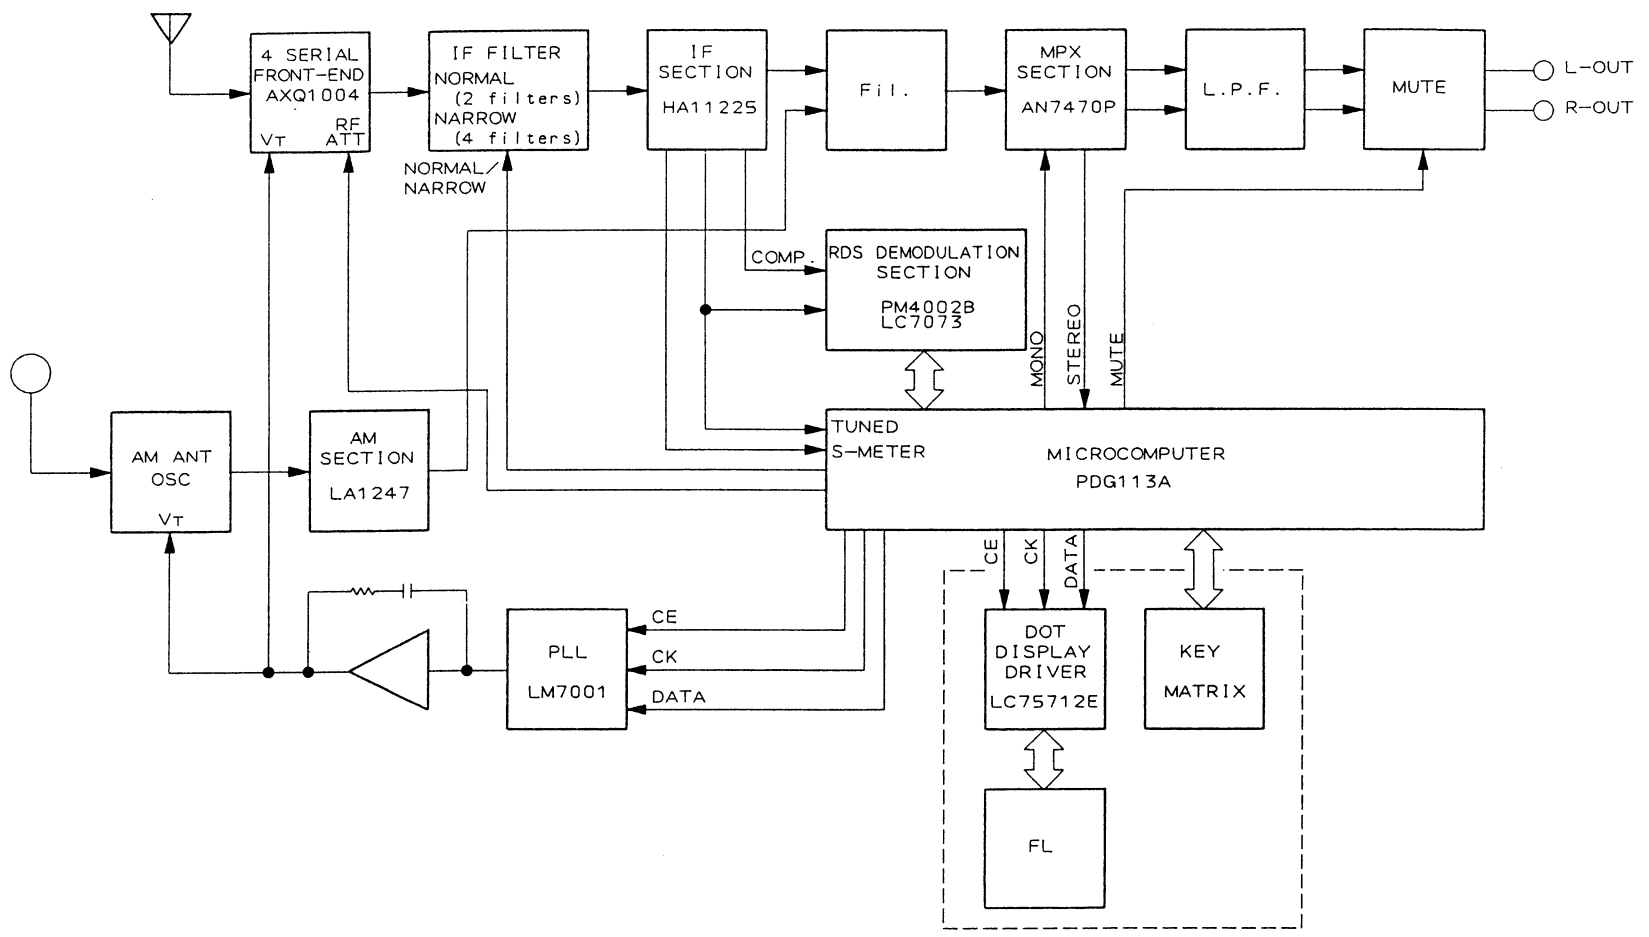 4 SERIAL
FRONT-END
AXQ1004
RF
VT ATT
IF FILTER
NORMAL
(2 filters)
NARROW
(4 filters)
NORMAL/
NARROW
IF
SECTION
HA11225
Fil.
MPX
SECTION
AN7470P
L.P.F.
MUTE
L-OUT
R-OUT
COMP.
RDS DEMODULATION
SECTION
PM4002B
LC7073
MONO
STEREO
MUTE
AM ANT
OSC
VT
AM
SECTION
LA1247
TUNED
S-METER
MICROCOMPUTER
PDG113A
CE
CK
DATA
PLL
LM7001
CE
CK
DATA
DOT
DISPLAY
DRIVER
LC75712E
KEY
MATRIX
FL